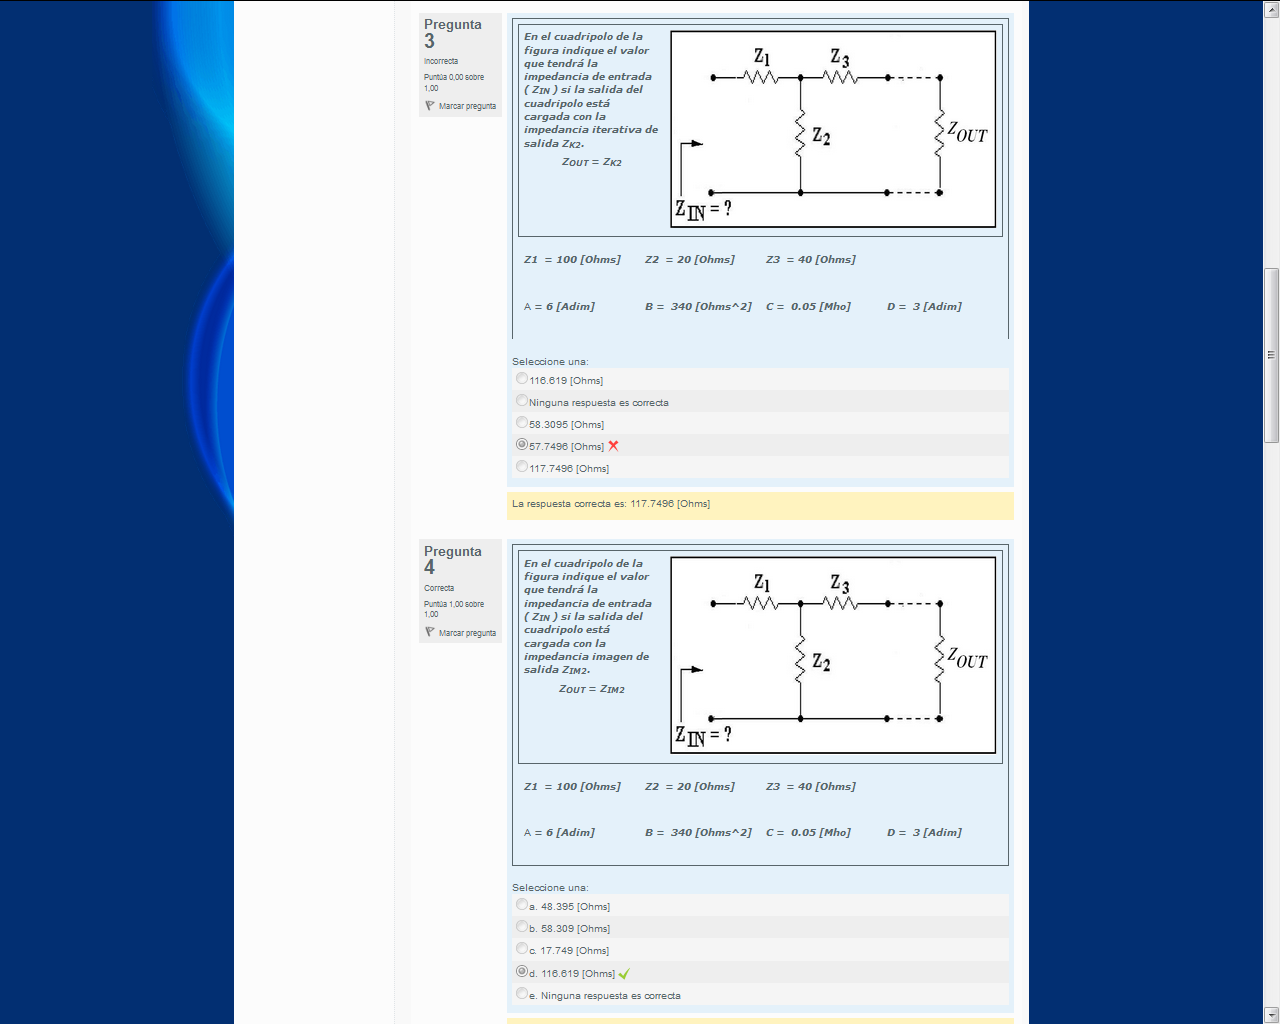 Pregunta
3
Incorrecta
Puntúa 0,00 sobre
1,00
Marcar pregunta
En el cuadripolo de la
figura indique el valor
que tendrá la
impedancia de entrada
( ZIN ) si la salida del
cuadripolo está
cargada con la
impedancia iterativa de
salida ZK2.
ZOUT = ZK2
Z1
Z3
Z2
ZOUT
ZIN = ?
Z1 = 100 [Ohms] Z2 = 20 [Ohms] Z3 = 40 [Ohms]
A = 6 [Adim] B = 340 [Ohms^2] C = 0.05 [Mho] D = 3 [Adim]
Seleccione una:
116.619 [Ohms]
Ninguna respuesta es correcta
58.3095 [Ohms]
57.7496 [Ohms]
117.7496 [Ohms]
La respuesta correcta es: 117.7496 [Ohms]
Pregunta
4
Correcta
Puntúa 1,00 sobre
1,00
Marcar pregunta
En el cuadripolo de la
figura indique el valor
que tendrá la
impedancia de entrada
( ZIN ) si la salida del
cuadripolo está
cargada con la
impedancia imagen de
salida ZIM2.
ZOUT = ZIM2
Z1
Z3
Z2
ZOUT
ZIN = ?
Z1 = 100 [Ohms] Z2 = 20 [Ohms] Z3 = 40 [Ohms]
A = 6 [Adim] B = 340 [Ohms^2] C = 0.05 [Mho] D = 3 [Adim]
Seleccione una:
a. 48.395 [Ohms]
b. 58.309 [Ohms]
c. 17.749 [Ohms]
d. 116.619 [Ohms]
e. Ninguna respuesta es correcta